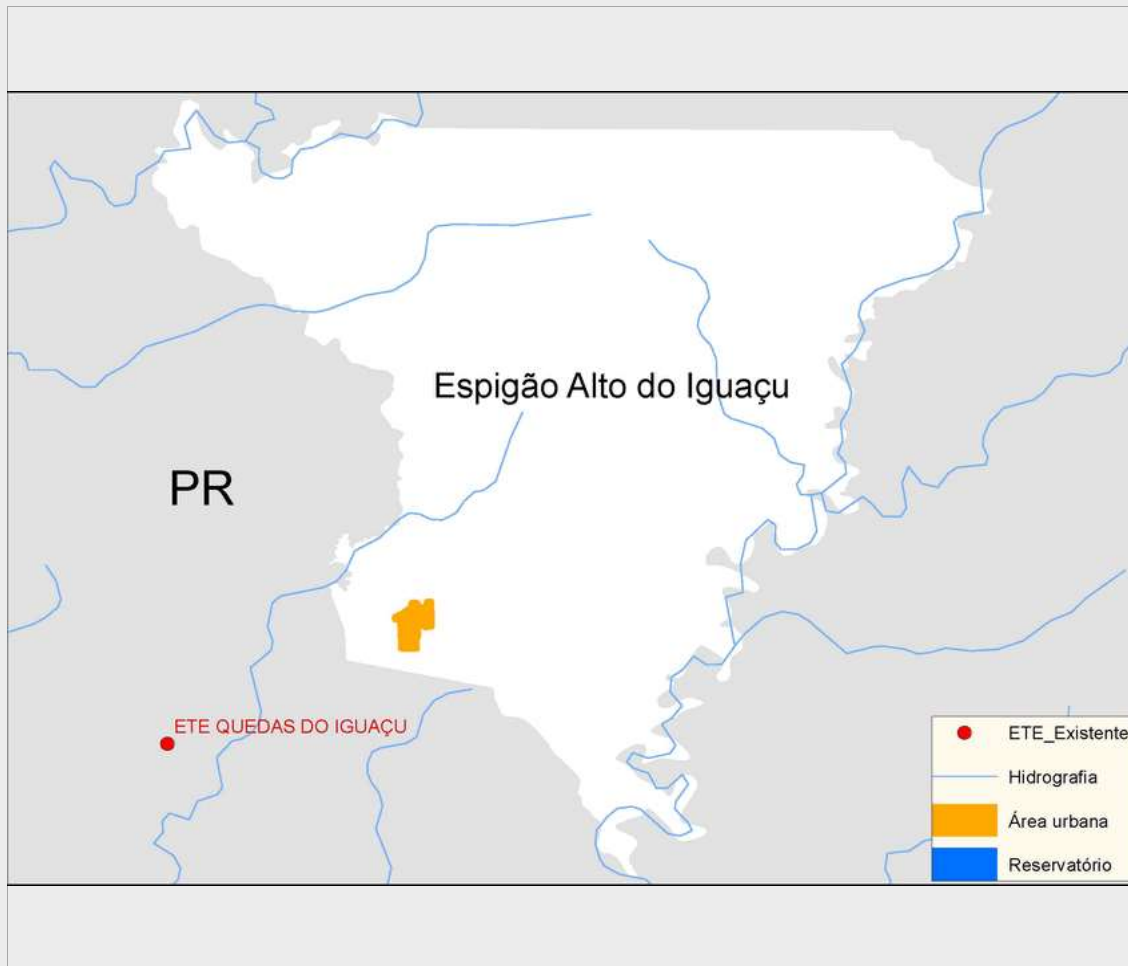 Espigão Alto do Iguaçu
PR
ETE QUEDAS DO IGUAÇU
ETE_Existente
Hidrografia
Área urbana
Reservatório